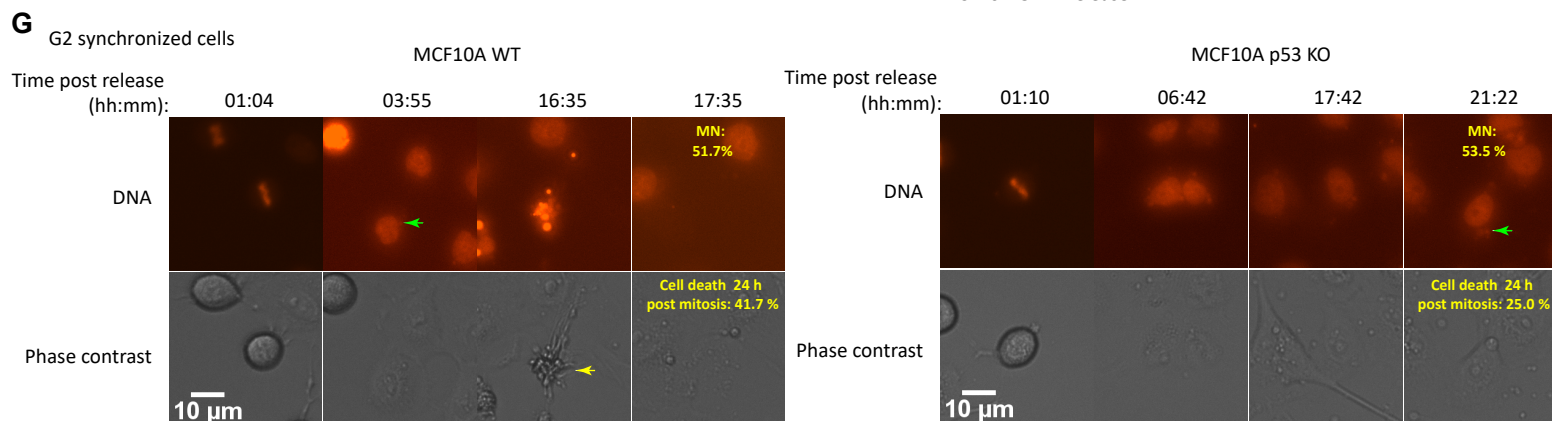 G
G2 synchronized cells
MCF10A WT
Time post release
(hh:mm):
01:04
03:55
16:35
17:35
DNA
MN:
51.7%
Phase contrast
Cell death 24 h
post mitosis: 41.7 %
10 µm
MCF10A p53 KO
Time post release
(hh:mm):
01:10
06:42
17:42
21:22
DNA
MN:
53.5 %
Phase contrast
Cell death 24 h
post mitosis: 25.0 %
10 µm